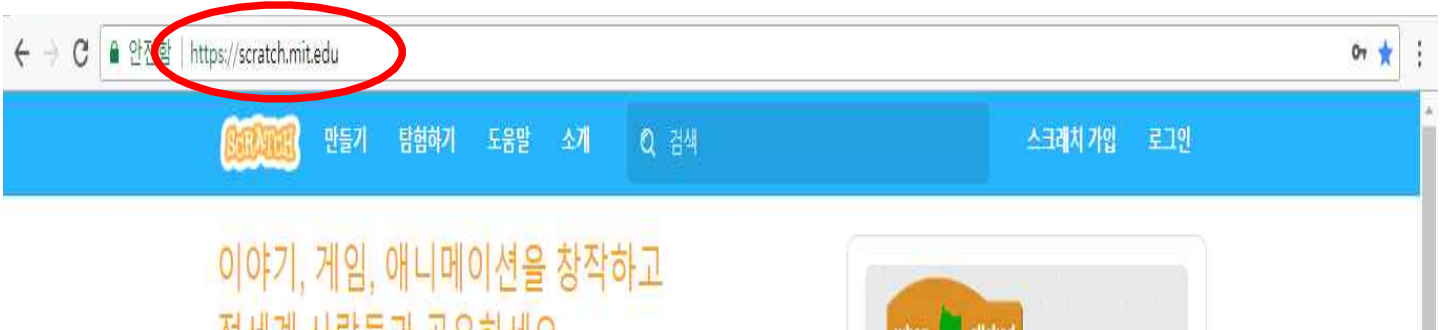 안전함 | https://scratch.mit.edu
SCRATCH 만들기 탐험하기 도움말 소개 검색 스크래치 가입 로그인
이야기, 게임, 애니메이션을 창작하고